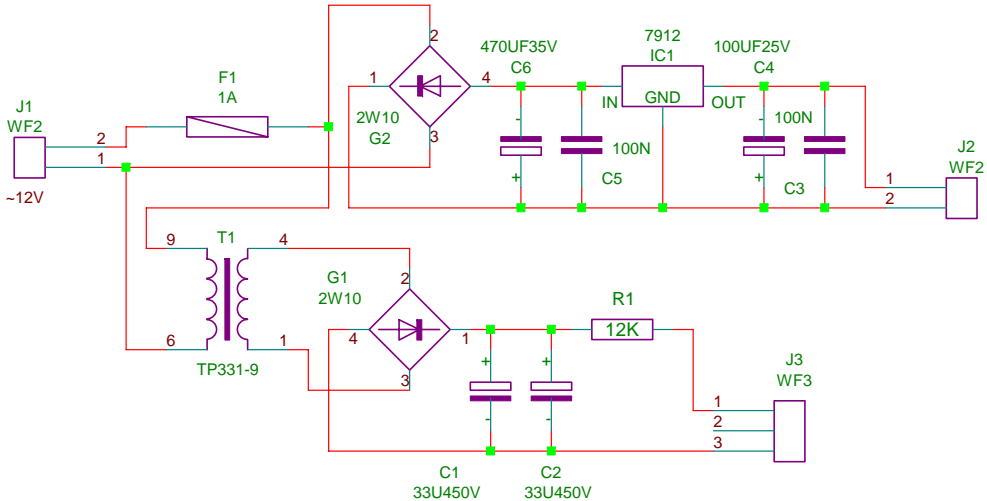 2
470UF35V
C6
7912
IC1
100UF25V
C4
F1
1A
1
4
IN
GND
OUT
J1
WF2
2
1
2W10
G2
3
100N
C5
100N
C3
J2
WF2
1
2
~12V
9
T1
4
G1
2W10
2
R1
12K
4
1
6
1
TP331-9
3
+
+
-
-
-
-
+
+
J3
WF3
1
2
3
C1
33U450V
C2
33U450V